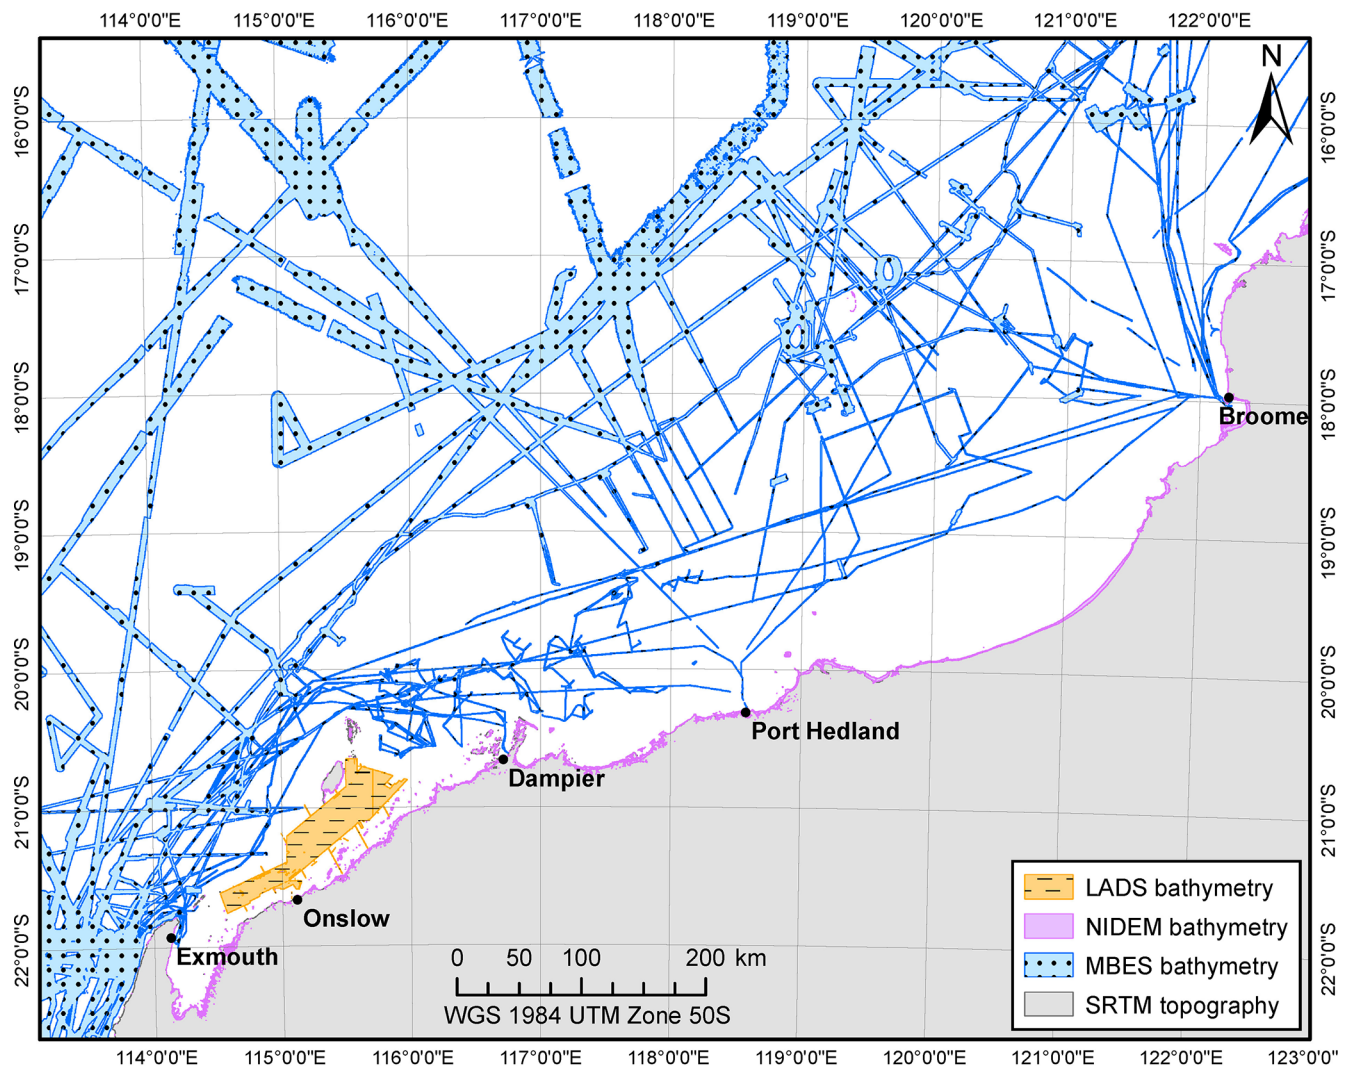 114°0'0"E 115°0'0"E 116°0'0"E 117°0'0"E 118°0'0"E 119°0'0"E 120°0'0"E 121°0'0"E 122°0'0"E
N
16°0'0"S 16°0'0"S
17°0'0"S 17°0'0"S
18°0'0"S 18°0'0"S
Broome
19°0'0"S 19°0'0"S
20°0'0"S 20°0'0"S
Port Hedland
Dampier
21°0'0"S 21°0'0"S
LADS bathymetry
Onslow
NIDEM bathymetry
22°0'0"S 22°0'0"S
Exmouth
0 50 100 200 km
MBES bathymetry
SRTM topography
WGS 1984 UTM Zone 50S
114°0'0"E 115°0'0"E 116°0'0"E 117°0'0"E 118°0'0"E 119°0'0"E 120°0'0"E 121°0'0"E 122°0'0"E 123°0'0"E